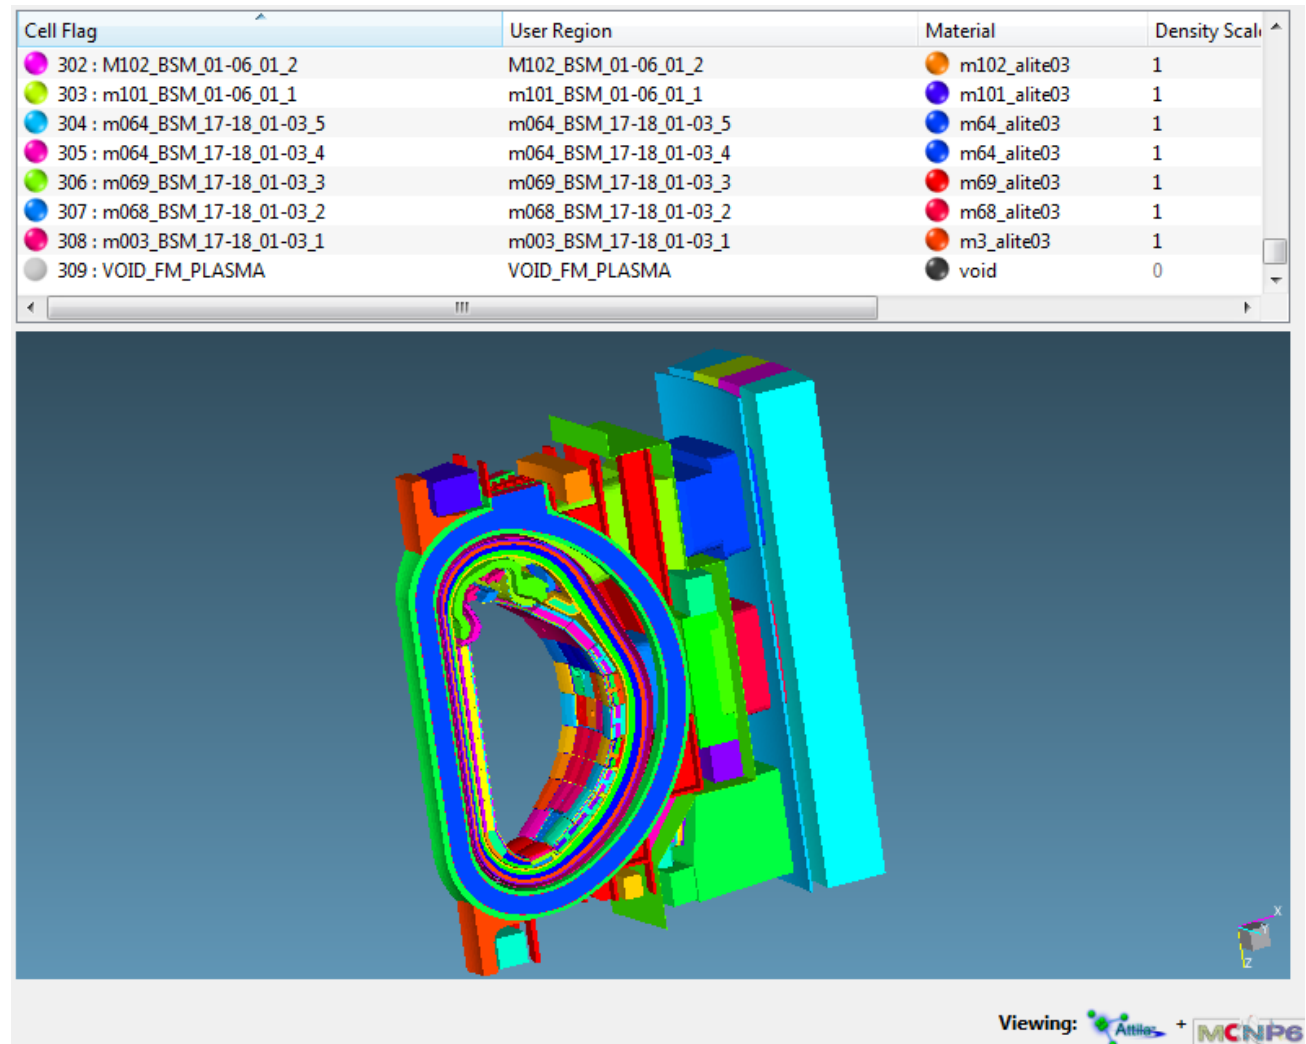 Cell Flag User Region Material Density Scale
302 : M102_BSM_01-06_01_2 M102_BSM_01-06_01_2 m102_alite03 1
303 : m101_BSM_01-06_01_1 m101_BSM_01-06_01_1 m101_alite03 1
304 : m064_BSM_17-18_01-03_5 m064_BSM_17-18_01-03_5 m64_alite03 1
305 : m064_BSM_17-18_01-03_4 m064_BSM_17-18_01-03_4 m64_alite03 1
306 : m069_BSM_17-18_01-03_3 m069_BSM_17-18_01-03_3 m69_alite03 1
307 : m068_BSM_17-18_01-03_2 m068_BSM_17-18_01-03_2 m68_alite03 1
308 : m003_BSM_17-18_01-03_1 m003_BSM_17-18_01-03_1 m3_alite03 1
309 : VOID_FM_PLASMA VOID_FM_PLASMA void 0
X
Y
Z
Viewing: Attila + MCNP6